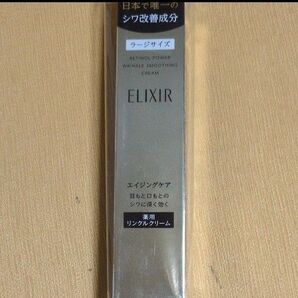 日本で唯一の
シワ改善成分
ラージサイズ
RETINOL POWER
WRINKLE SMOOTHING
CREAM
ELIXIR
エイジングケア
目もと口もとの
シワに深く効く
薬用
リンクルクリーム